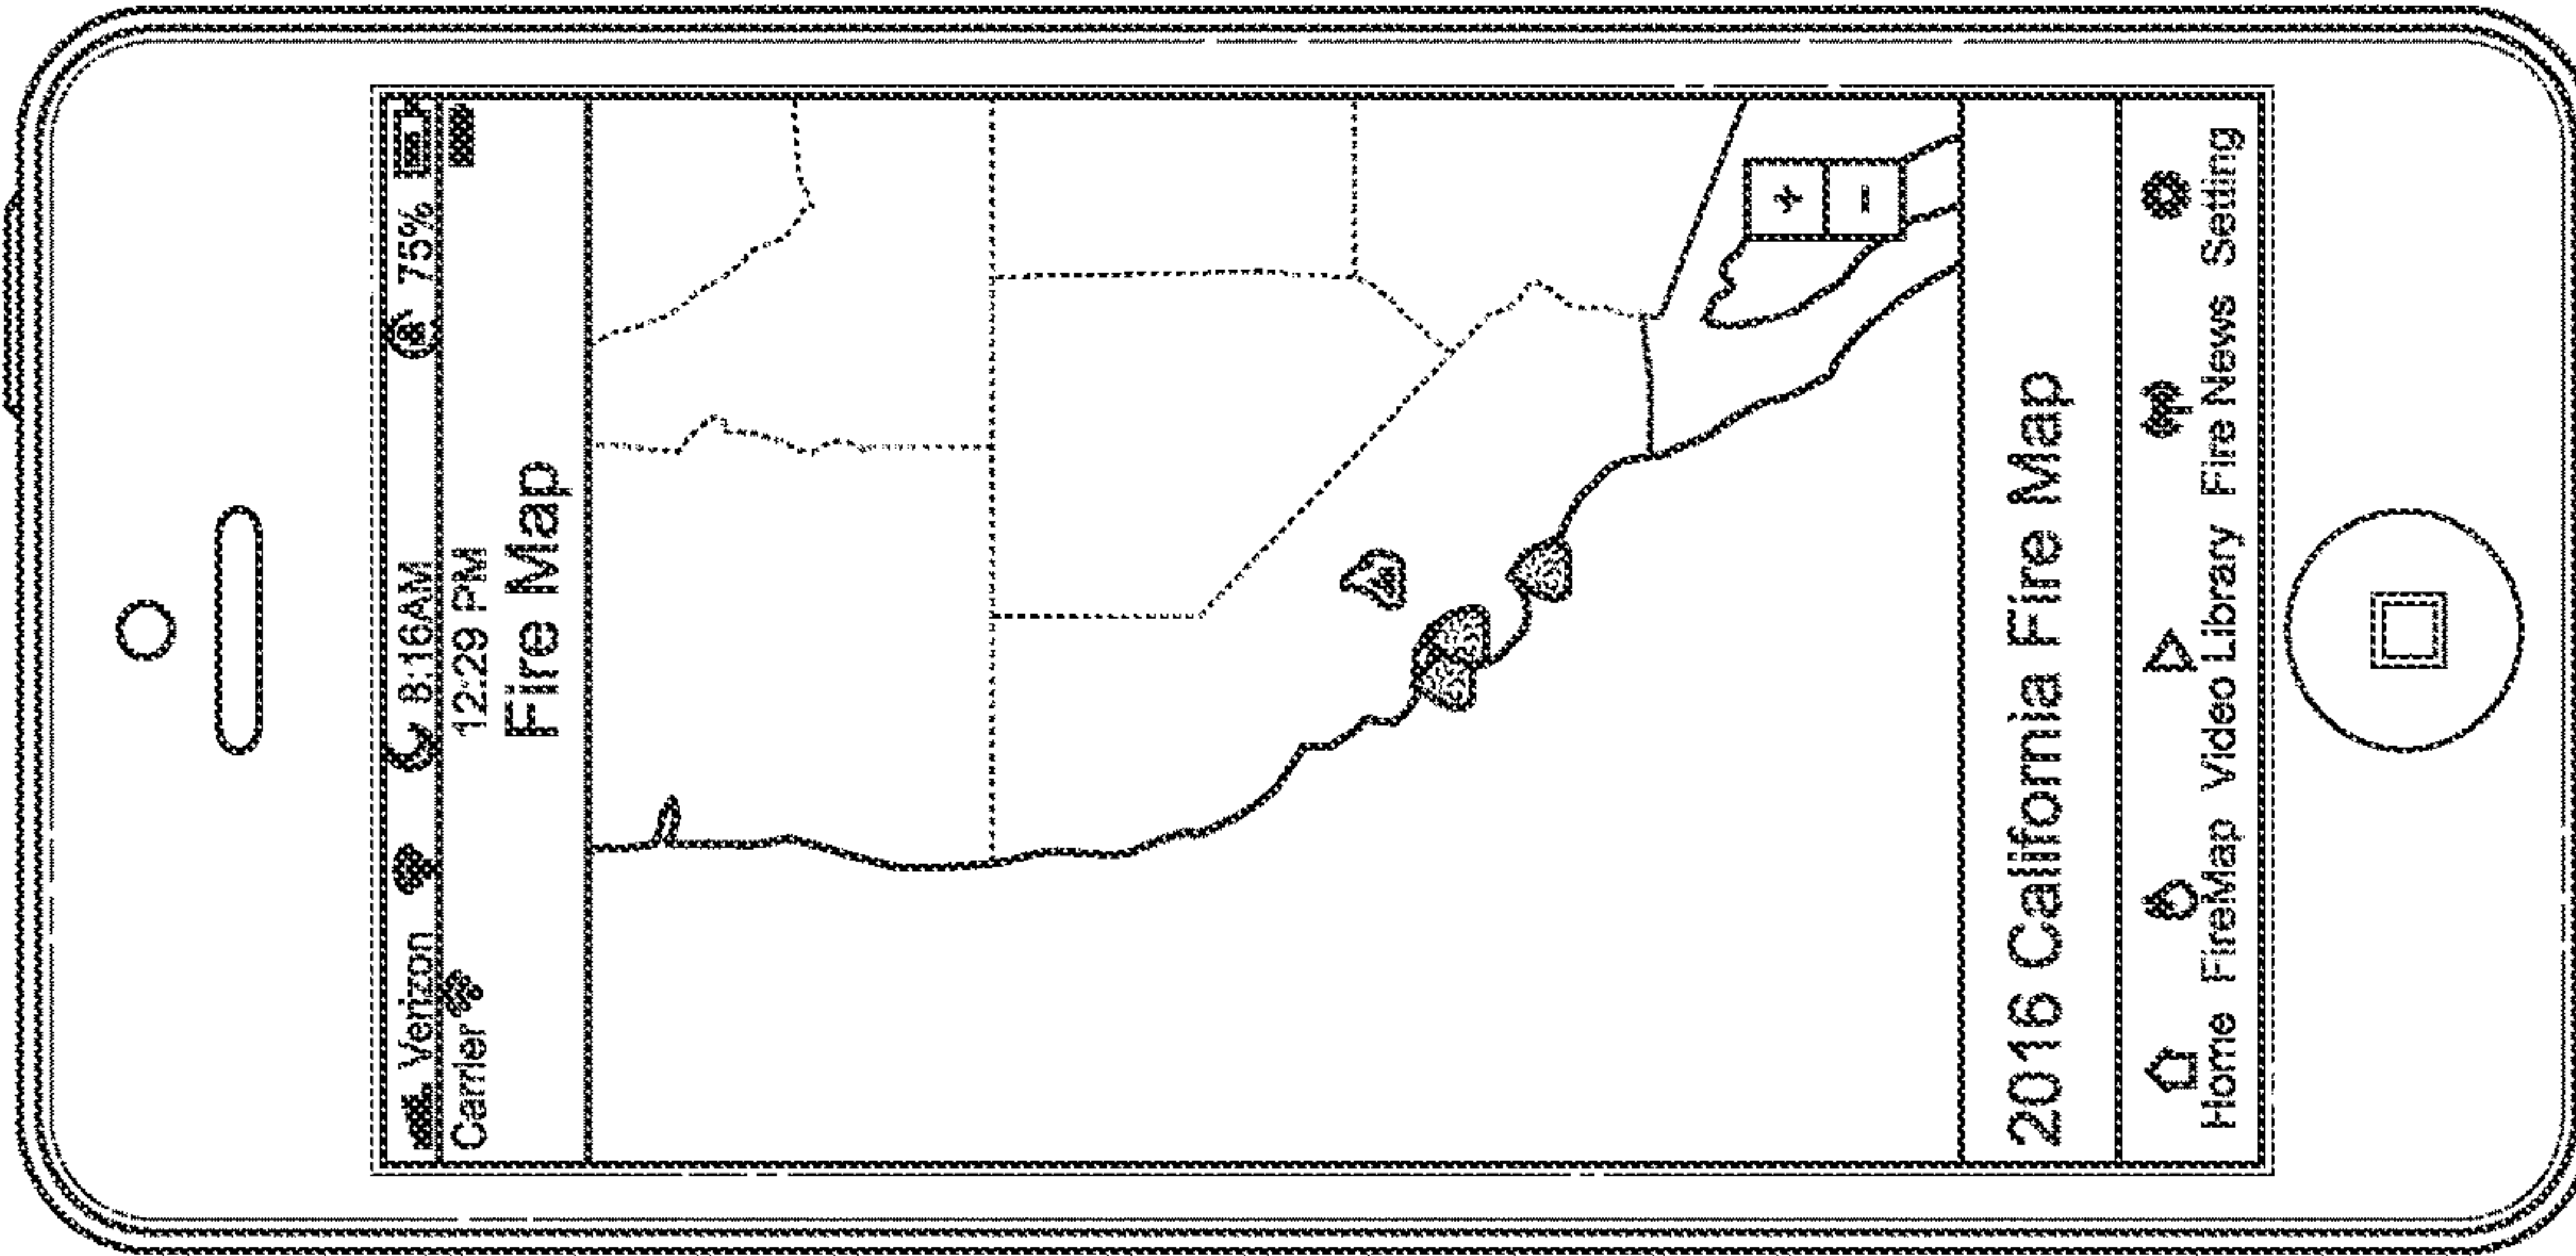 Verizon 8:16AM 75%
Carrier 12:29 PM
Fire Map
+
−
2016 California Fire Map
Home FireMap Video Library Fire News Setting